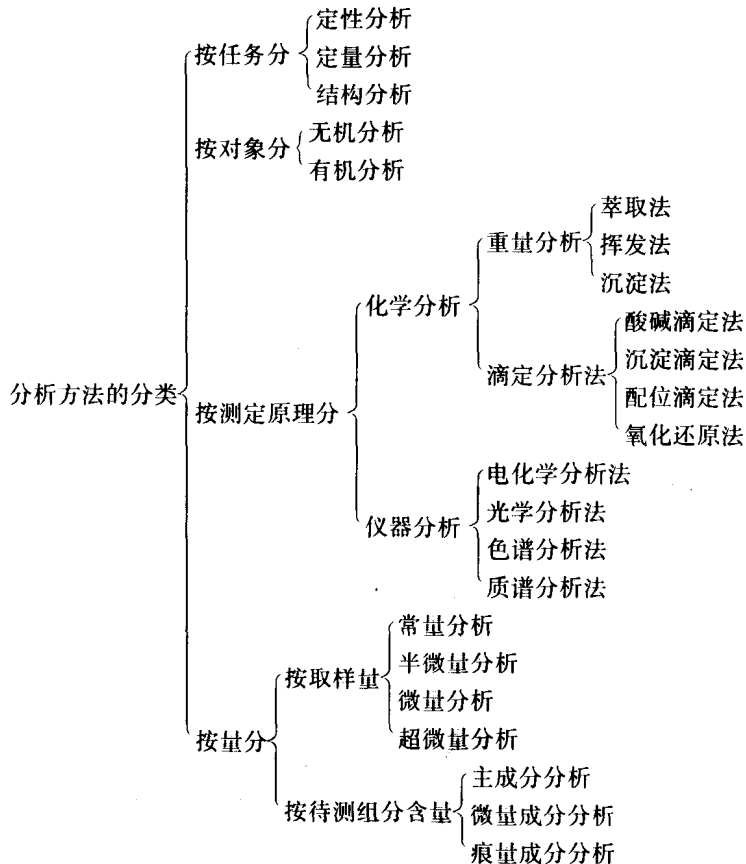 分析方法的分类
按任务分
定性分析
定量分析
结构分析
按对象分
无机分析
有机分析
按测定原理分
化学分析
重量分析
萃取法
挥发法
沉淀法
滴定分析法
酸碱滴定法
沉淀滴定法
配位滴定法
氧化还原法
仪器分析
电化学分析法
光学分析法
色谱分析法
质谱分析法
按量分
按取样量
常量分析
半微量分析
微量分析
超微量分析
按待测组分含量
主成分分析
微量成分分析
痕量成分分析